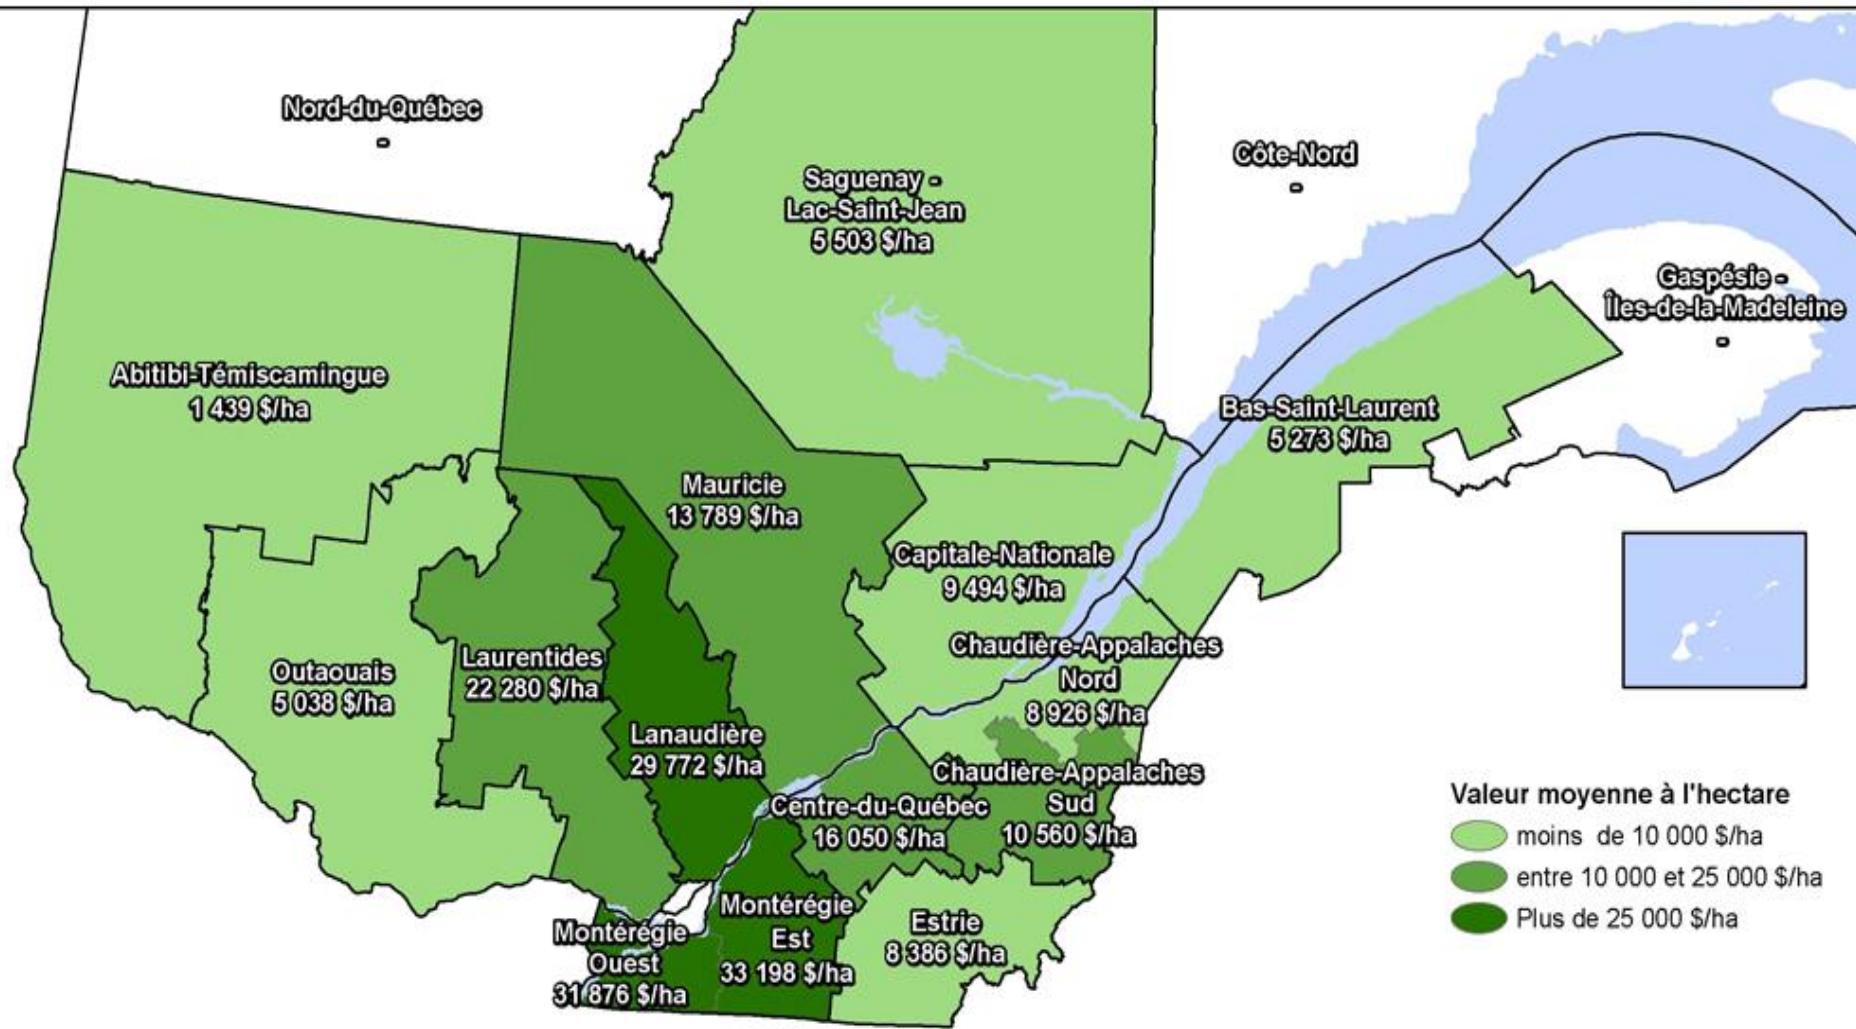 Nord-du-Québec
-
Côte-Nord
-
Saguenay -
Lac-Saint-Jean
5 503 $/ha
Gaspésie -
Îles-de-la-Madeleine
-
Abitibi-Témiscamingue
1 439 $/ha
Bas-Saint-Laurent
5 273 $/ha
Mauricie
13 789 $/ha
Capitale-Nationale
9 494 $/ha
Outaouais
5 038 $/ha
Laurentides
22 280 $/ha
Chaudière-Appalaches
Nord
8 926 $/ha
Lanaudière
29 772 $/ha
Chaudière-Appalaches
Sud
10 560 $/ha
Centre-du-Québec
16 050 $/ha
Montérégie
Ouest
31 876 $/ha
Montérégie
Est
33 198 $/ha
Estrie
8 386 $/ha
Valeur moyenne à l'hectare
moins de 10 000 $/ha
entre 10 000 et 25 000 $/ha
Plus de 25 000 $/ha